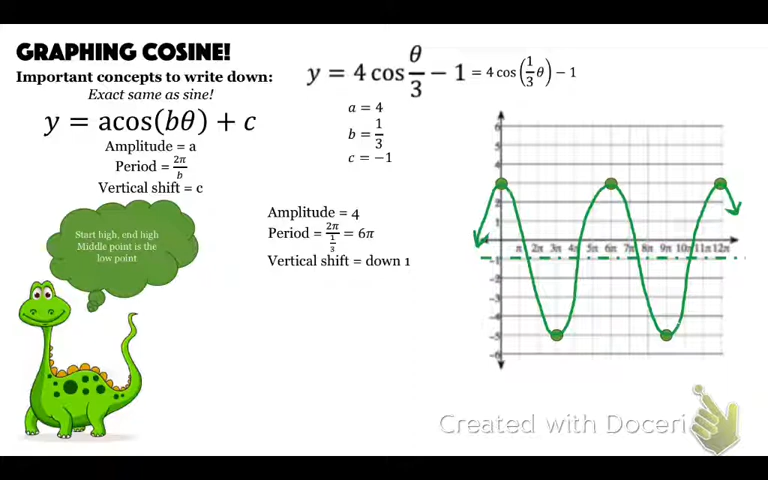 GRAPHING COSINE!
Important concepts to write down:
Exact same as sine!
y = acos(bθ) + c
Amplitude = a
Period = 2π/b
Vertical shift = c
Start high, end high
Middle point is the
low point
y = 4 cos θ/3 − 1 = 4 cos (1/3 θ) − 1
a = 4
b = 1/3
c = −1
Amplitude = 4
Period = 2π/(1/3) = 6π
Vertical shift = down 1
6
5
4
2
1
π 2π 3π 4π 5π 6π 7π 8π 9π 10π 11π 12π
-1
-2
-3
-4
-5
-6
Created with Doceri